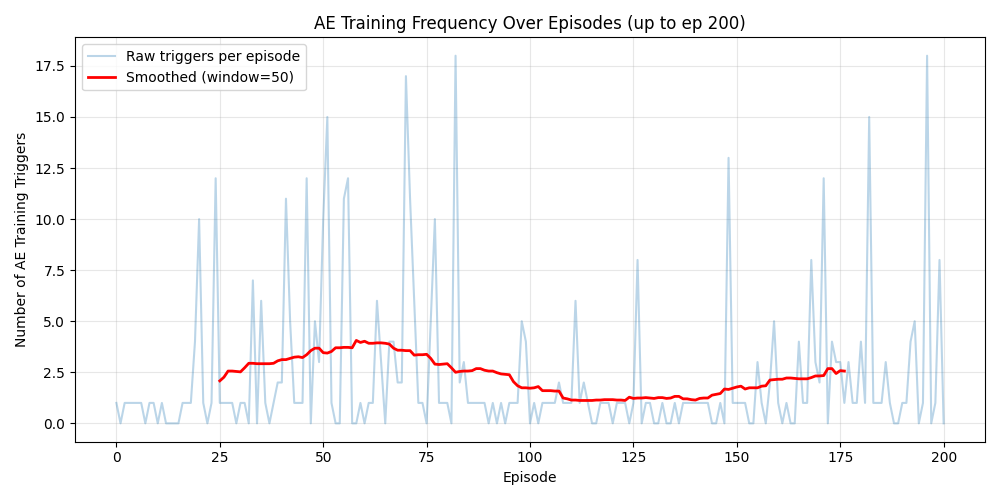 AE Training Frequency Over Episodes (up to ep 200)
Raw triggers per episode
Smoothed (window=50)
Number of AE Training Triggers
17.5
15.0
12.5
10.0
7.5
5.0
2.5
0.0
0 25 50 75 100 125 150 175 200
Episode